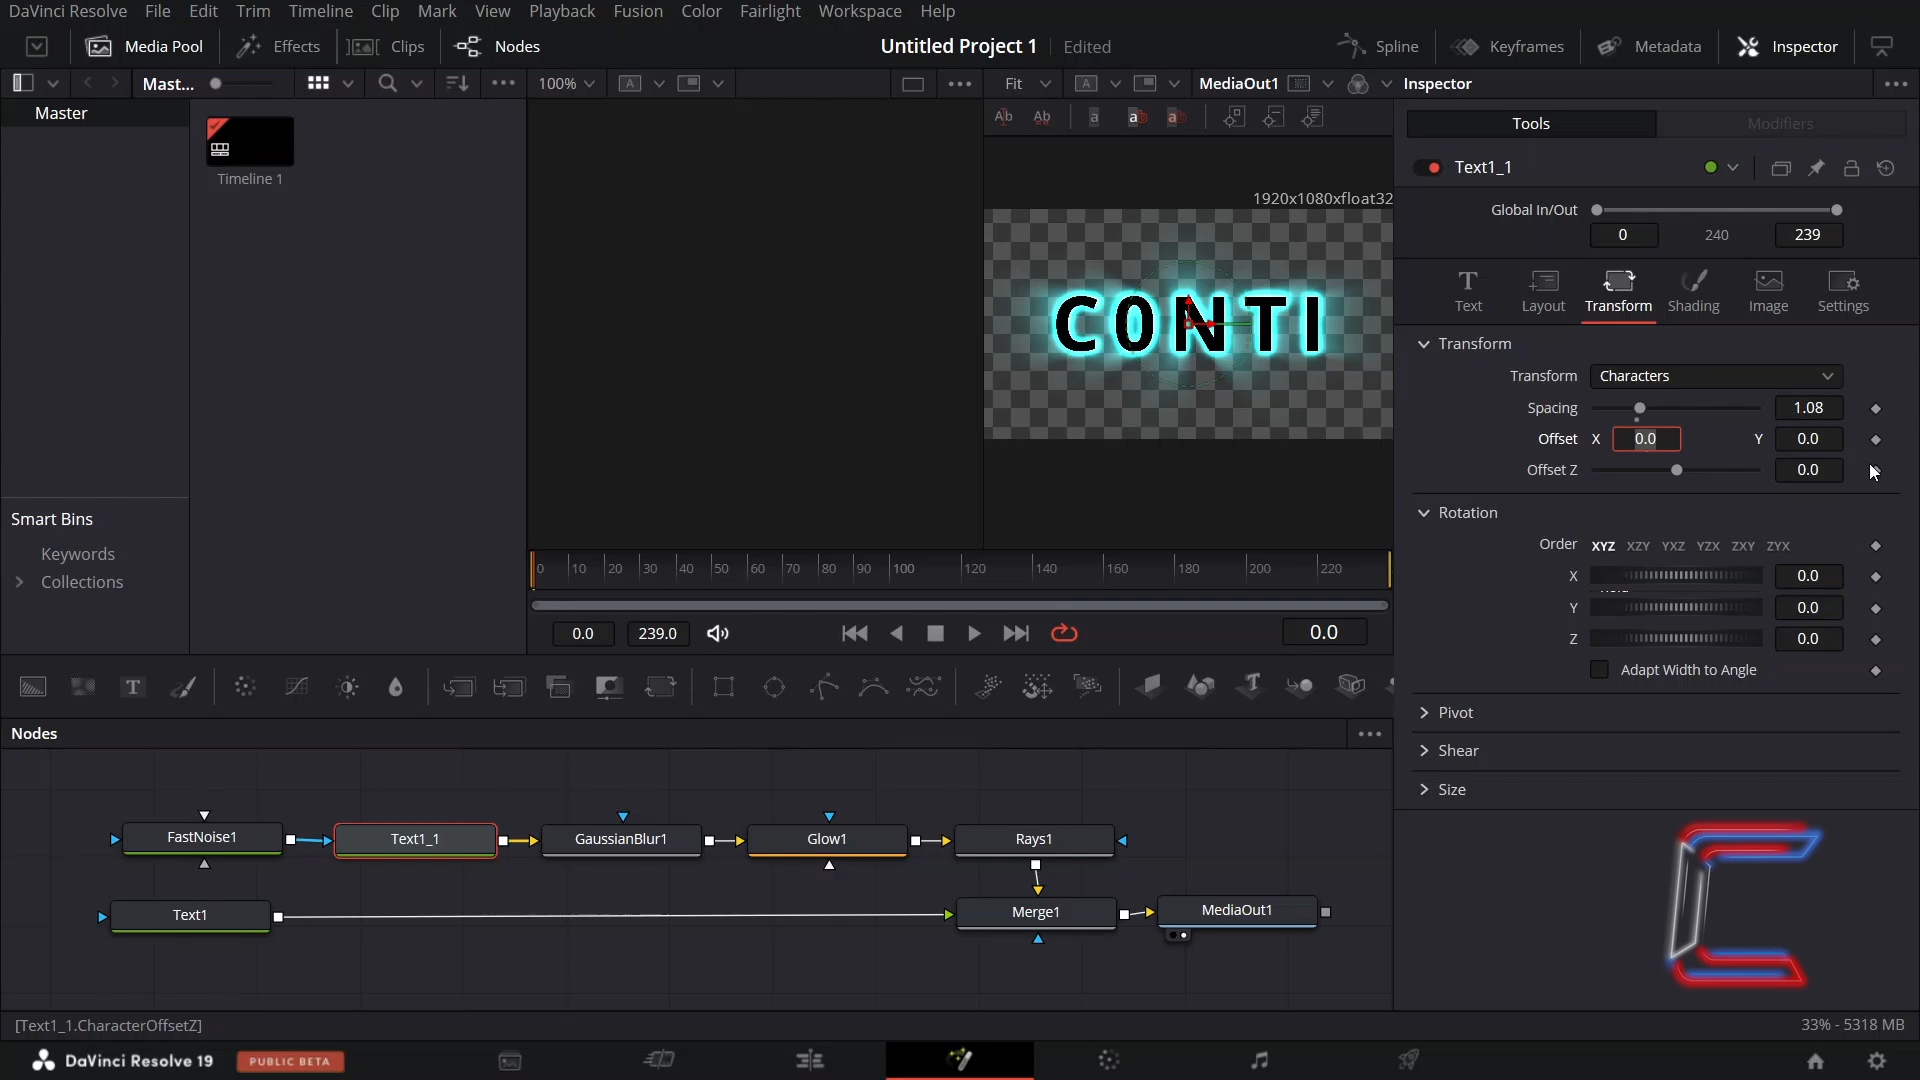 DaVinci Resolve File Edit Trim Timeline Clip Mark View Playback Fusion Color Fairlight Workspace Help
Media Pool Effects Clips Nodes Untitled Project 1 Edited Spline Keyframes Metadata Inspector
Mast... 100% A Fit A MediaOut1 Inspector
Master
Timeline 1
Smart Bins
Keywords
Collections
1920x1080xfloat32
C0NTI
Tools Modifiers
Text1_1
Global In/Out
0 240 239
Text Layout Transform Shading Image Settings
Transform
Transform Characters
Spacing 1.08
Offset X 0.0 Y 0.0
Offset Z 0.0
Rotation
Order XYZ XZY YXZ YZX ZXY ZYX
X 0.0
Y 0.0
Z 0.0
Adapt Width to Angle
Pivot
Shear
Size
0 10 20 30 40 50 60 70 80 90 100 120 140 160 180 200 220
0.0 239.0 0.0
T
Nodes
FastNoise1 Text1_1 GaussianBlur1 Glow1 Rays1
Text1 Merge1 MediaOut1
[Text1_1.CharacterOffsetZ] 33% - 5318 MB
DaVinci Resolve 19 PUBLIC BETA